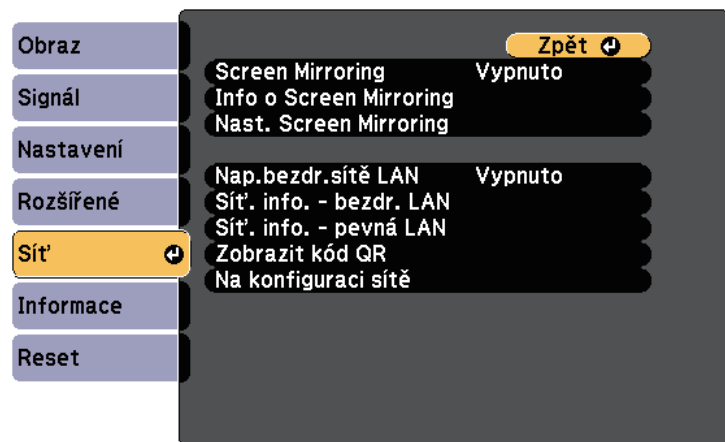 Obraz
Signál
Nastavení
Rozšířené
Síť
Informace
Reset
Zpět
Screen Mirroring Vypnuto
Info o Screen Mirroring
Nast. Screen Mirroring
Nap.bezdr.sítě LAN Vypnuto
Síť. info. - bezdr. LAN
Síť. info. - pevná LAN
Zobrazit kód QR
Na konfiguraci sítě